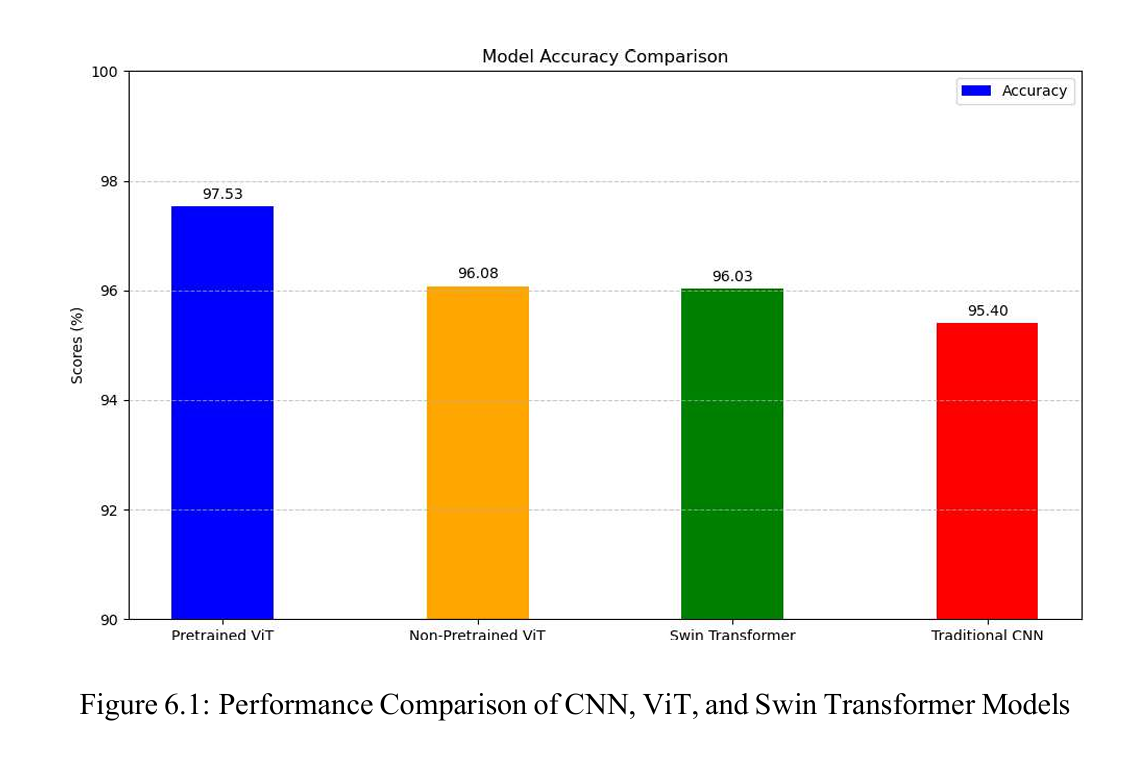 Model Accuracy Comparison
100
Accuracy
98
97.53
96.08
96.03
96
95.40
Scores (%)
94
92
90
Pretrained ViT Non-Pretrained ViT Swin Transformer Traditional CNN
Figure 6.1: Performance Comparison of CNN, ViT, and Swin Transformer Models